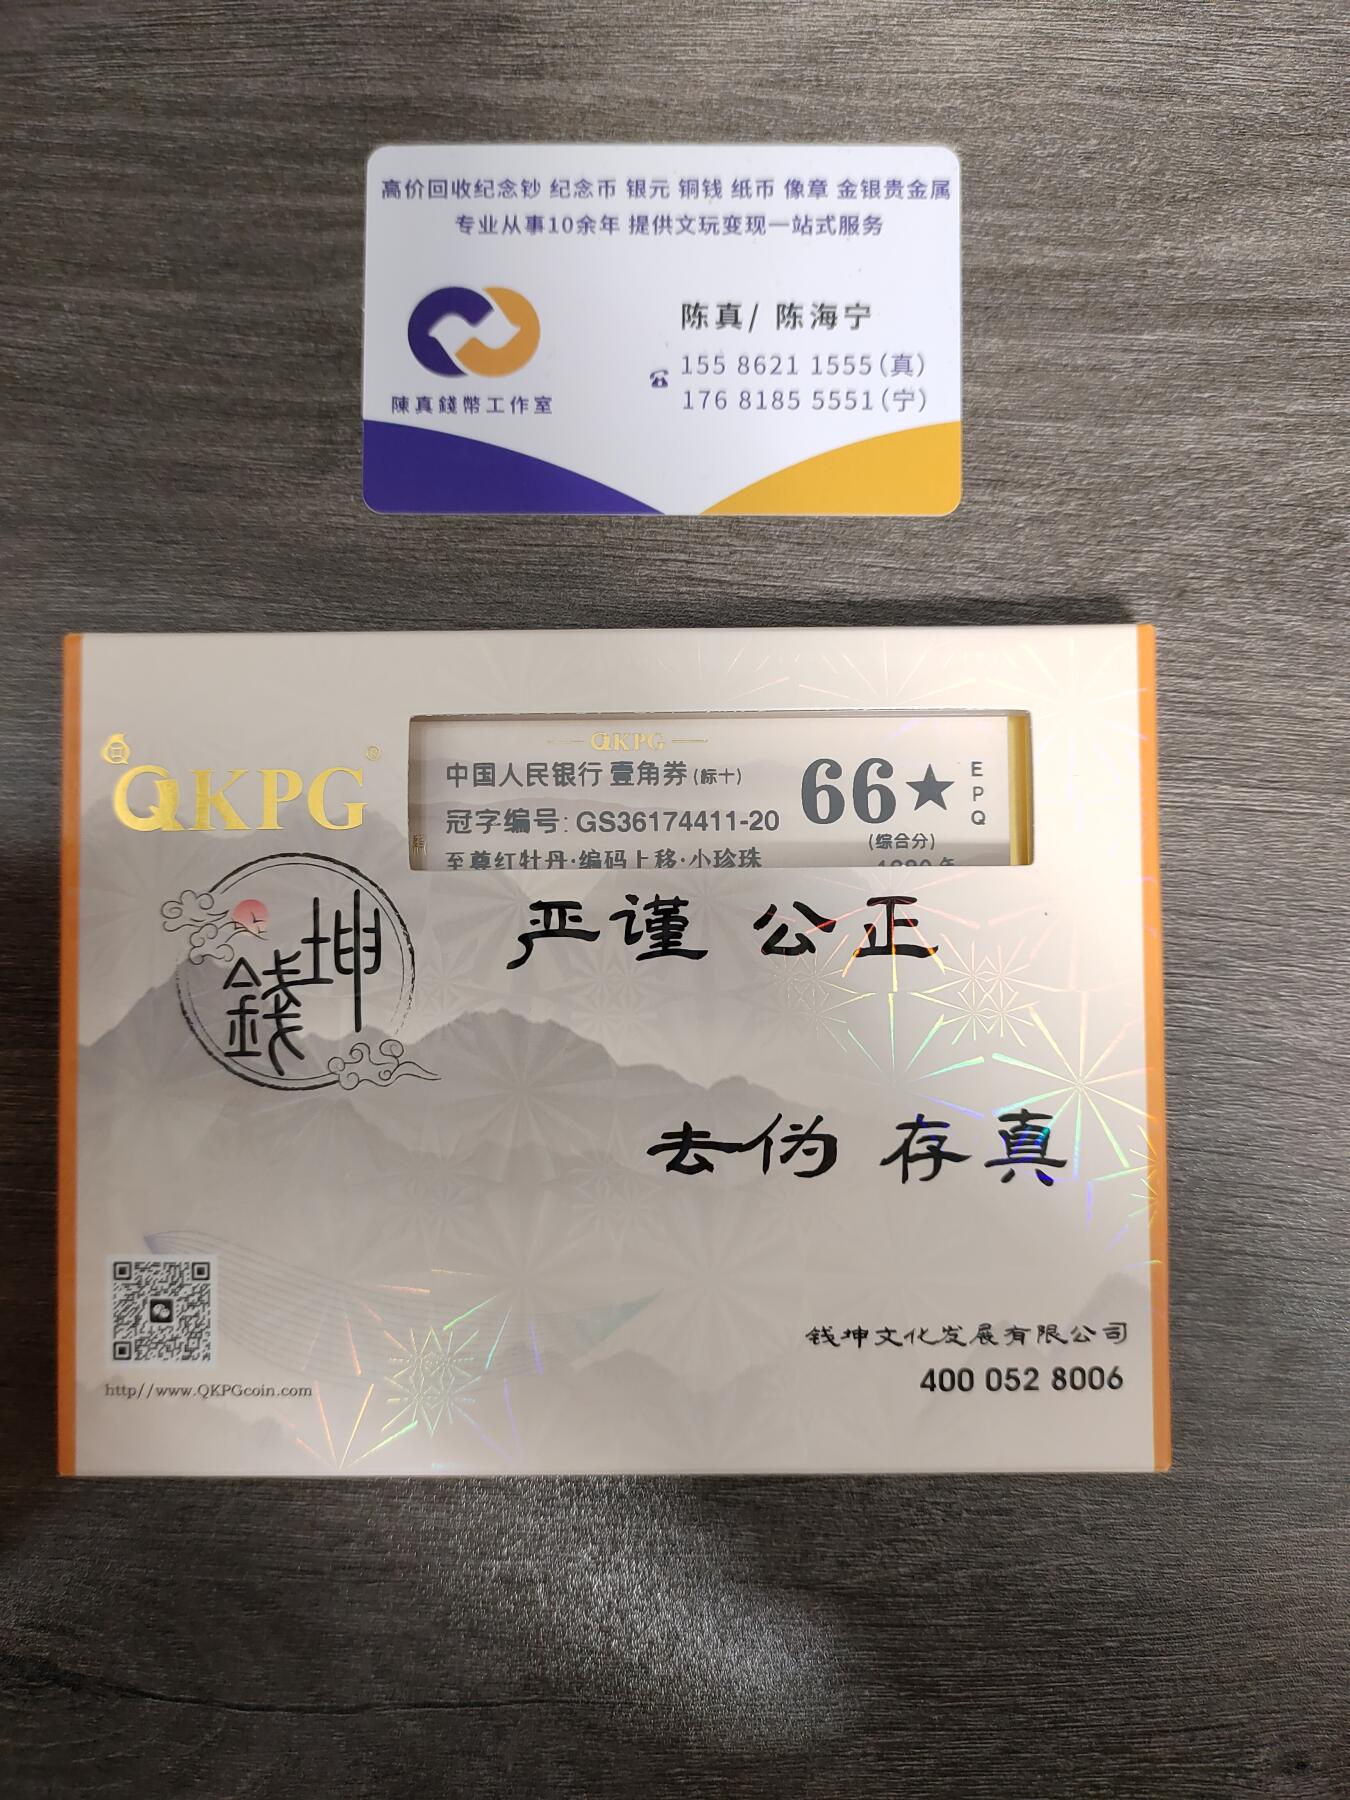 高价回收纪念钞 纪念币 银元 铜钱 纸币 像章 金银贵金属
专业从事10余年 提供文玩变现一站式服务
陈真/ 陈海宁
155 8621 1555(真)
176 8185 5551(宁)
陳真錢幣工作室
QKPG®
QKPG
中国人民银行 壹角券(标十)
冠字编号: GS36174411-20
至尊红牡丹·编码上移·小珍珠
66★
EPQ
(综合分)
1980年
錢坤
严谨 公正
去伪 存真
http//www.QKPGcoin.com
钱坤文化发展有限公司
400 052 8006